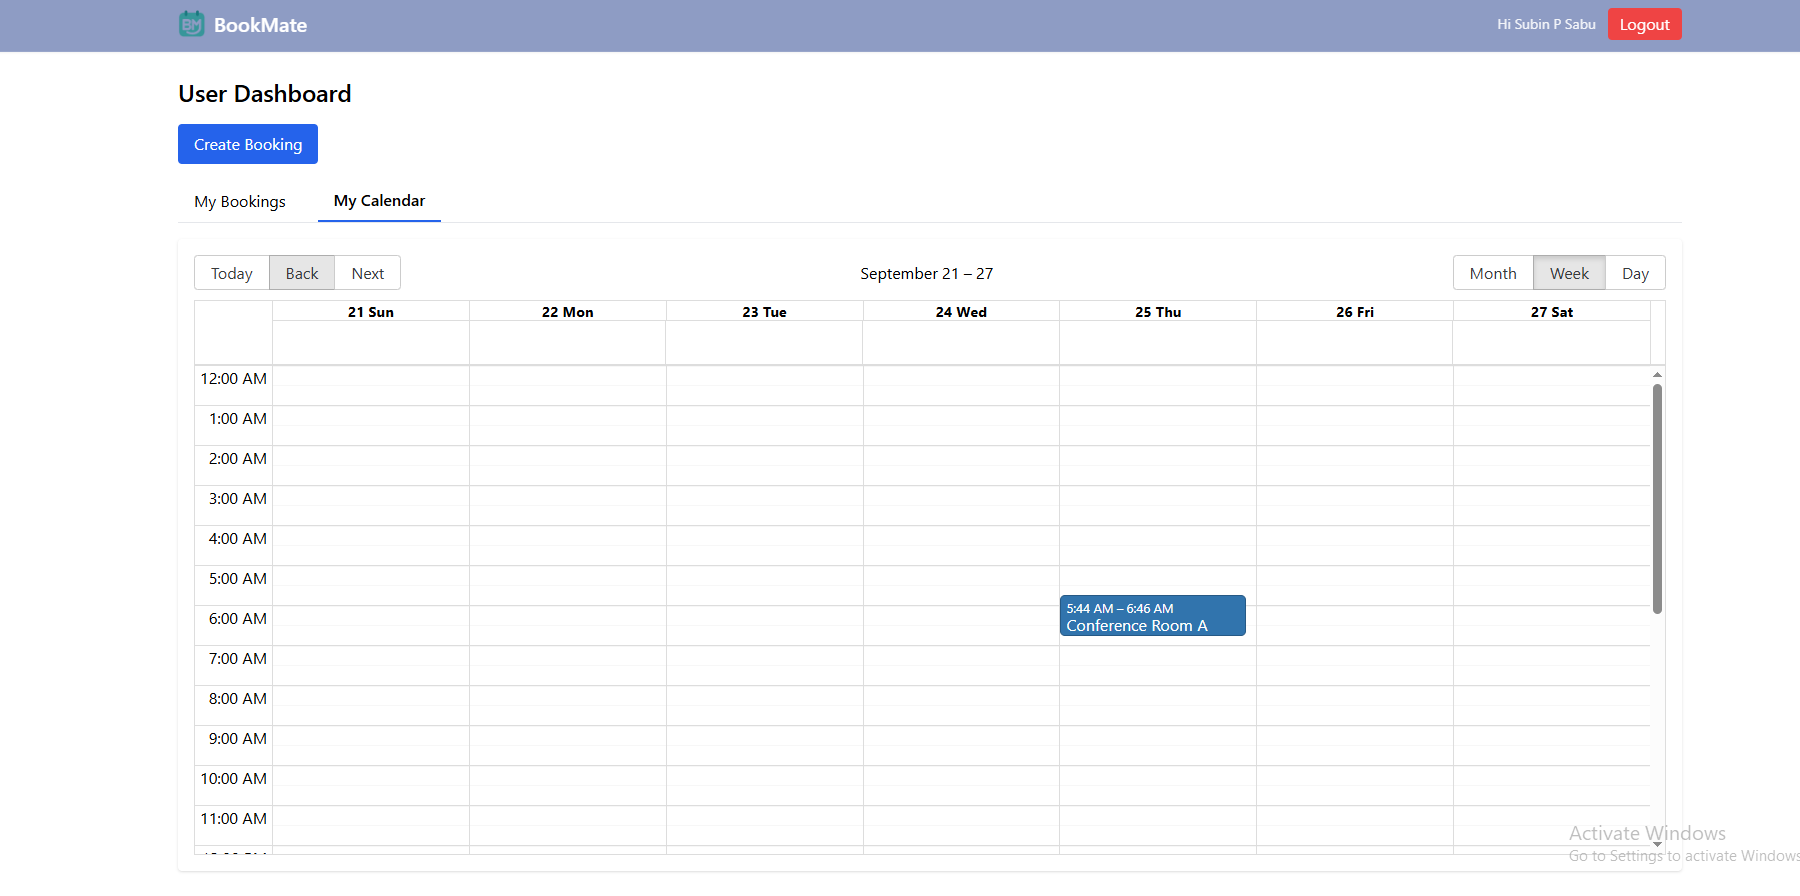 BM BookMate
Hi Subin P Sabu
Logout
User Dashboard
Create Booking
My Bookings
My Calendar
Today
Back
Next
September 21 – 27
Month
Week
Day
21 Sun
22 Mon
23 Tue
24 Wed
25 Thu
26 Fri
27 Sat
12:00 AM
1:00 AM
2:00 AM
3:00 AM
4:00 AM
5:00 AM
5:44 AM – 6:46 AM
Conference Room A
6:00 AM
7:00 AM
8:00 AM
9:00 AM
10:00 AM
11:00 AM
Activate Windows
Go to Settings to activate Windows